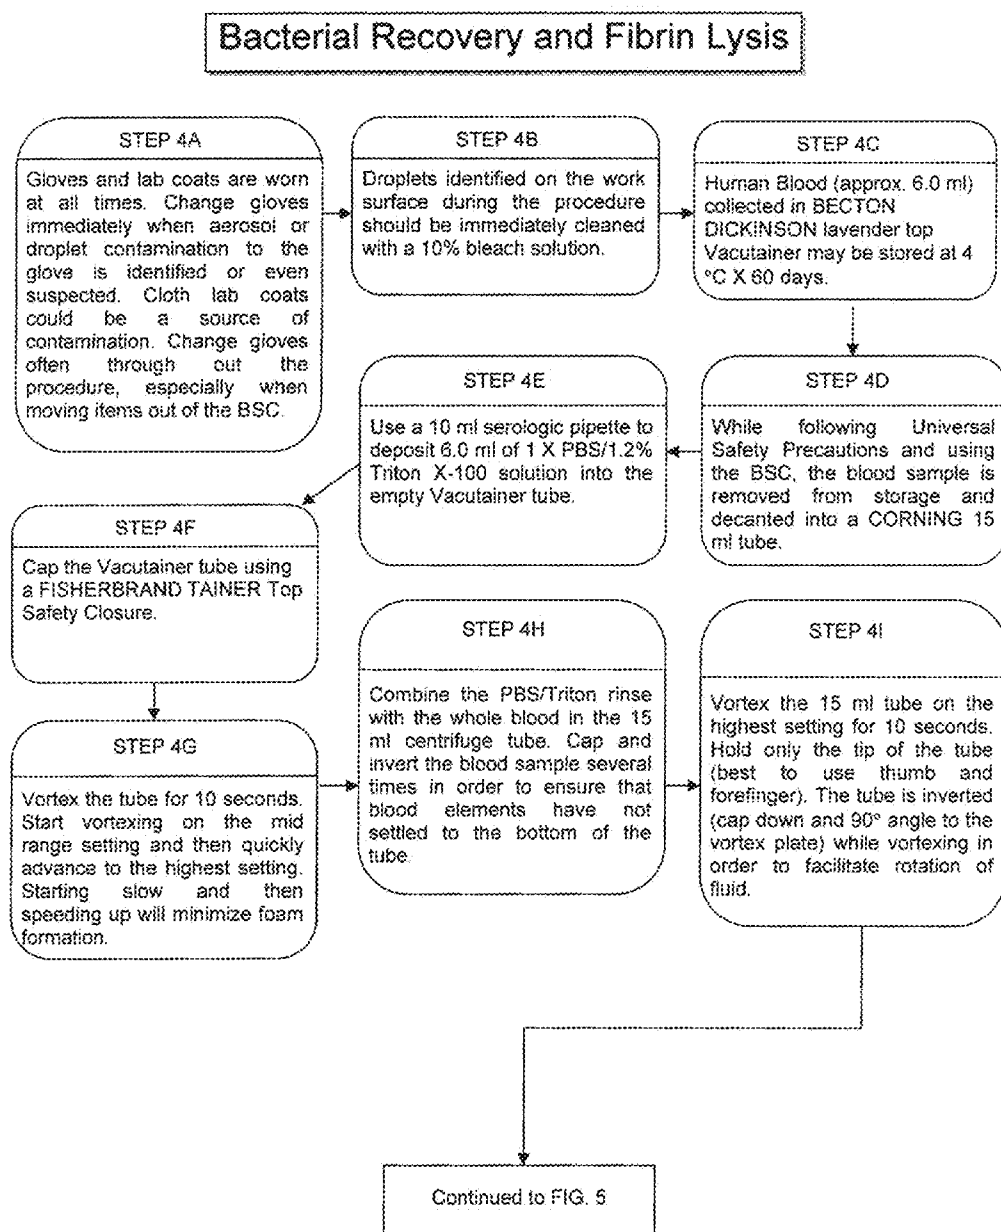 Bacterial Recovery and Fibrin Lysis
STEP 4A
Gloves and lab coats are worn
at all times. Change gloves
immediately when aerosol or
droplet contamination to the
glove is identified or even
suspected. Cloth lab coats
could be a source of
contamination. Change gloves
often through out the
procedure, especially when
moving items out of the BSC.
STEP 4B
Droplets identified on the work
surface during the procedure
should be immediately cleaned
with a 10% bleach solution.
STEP 4C
Human Blood (approx. 6.0 ml)
collected in BECTON
DICKINSON lavender top
Vacutainer may be stored at 4
°C X 60 days.
STEP 4D
While following Universal
Safety Precautions and using
the BSC, the blood sample is
removed from storage and
decanted into a CORNING 15
ml tube.
STEP 4E
Use a 10 ml serologic pipette to
deposit 6.0 ml of 1 X PBS/1.2%
Triton X-100 solution into the
empty Vacutainer tube.
STEP 4F
Cap the Vacutainer tube using
a FISHERBRAND TAINER Top
Safety Closure.
STEP 4G
Vortex the tube for 10 seconds.
Start vortexing on the mid
range setting and then quickly
advance to the highest setting.
Starting slow and then
speeding up will minimize foam
formation.
STEP 4H
Combine the PBS/Triton rinse
with the whole blood in the 15
ml centrifuge tube. Cap and
invert the blood sample several
times in order to ensure that
blood elements have not
settled to the bottom of the
tube.
STEP 4I
Vortex the 15 ml tube on the
highest setting for 10 seconds.
Hold only the tip of the tube
(best to use thumb and
forefinger). The tube is inverted
(cap down and 90° angle to the
vortex plate) while vortexing in
order to facilitate rotation of
fluid.
Continued to FIG. 5